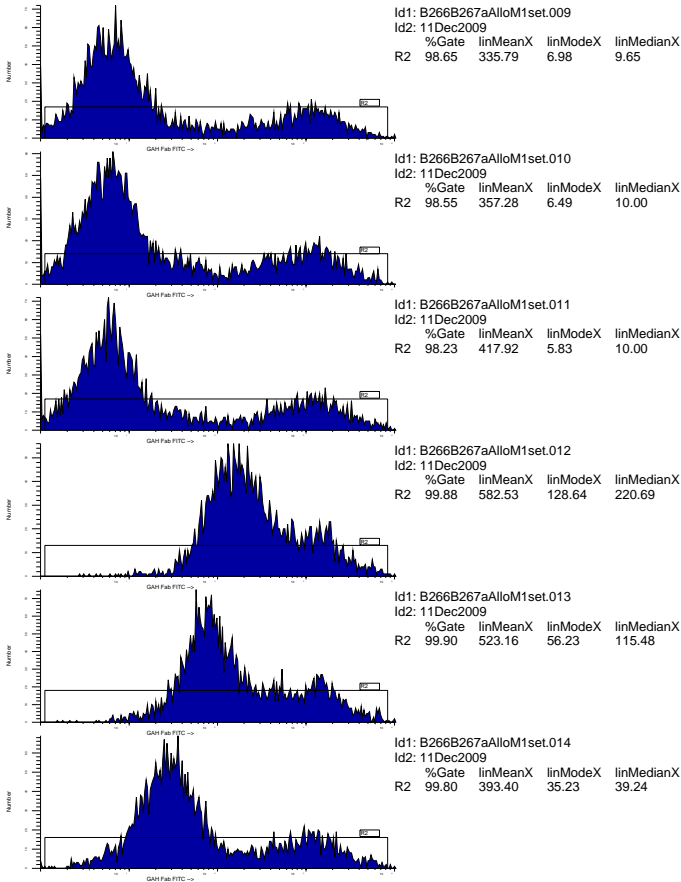 Id1: B266B267aAlloM1set.009
Id2: 11Dec2009
%Gate linMeanX linModeX linMedianX
R2 98.65 335.79 6.98 9.65
Number
R2
GAH Fab FITC -->
Id1: B266B267aAlloM1set.010
Id2: 11Dec2009
%Gate linMeanX linModeX linMedianX
R2 98.55 357.28 6.49 10.00
Number
R2
GAH Fab FITC -->
Id1: B266B267aAlloM1set.011
Id2: 11Dec2009
%Gate linMeanX linModeX linMedianX
R2 98.23 417.92 5.83 10.00
Number
R2
GAH Fab FITC -->
Id1: B266B267aAlloM1set.012
Id2: 11Dec2009
%Gate linMeanX linModeX linMedianX
R2 99.88 582.53 128.64 220.69
Number
R2
GAH Fab FITC -->
Id1: B266B267aAlloM1set.013
Id2: 11Dec2009
%Gate linMeanX linModeX linMedianX
R2 99.90 523.16 56.23 115.48
Number
R2
GAH Fab FITC -->
Id1: B266B267aAlloM1set.014
Id2: 11Dec2009
%Gate linMeanX linModeX linMedianX
R2 99.80 393.40 35.23 39.24
Number
R2
GAH Fab FITC -->